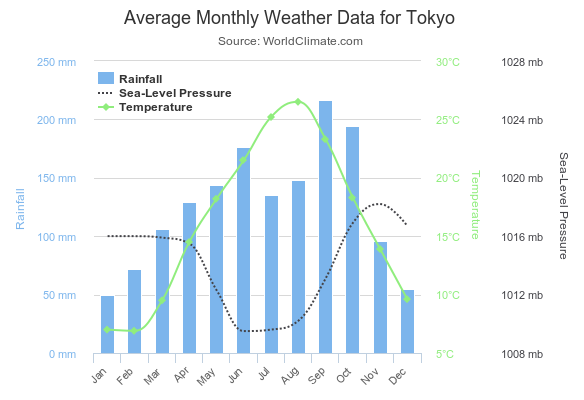 Average Monthly Weather Data for Tokyo
Source: WorldClimate.com
250 mm
200 mm
150 mm
100 mm
50 mm
0 mm
Rainfall
Rainfall
Sea-Level Pressure
Temperature
30°C
25°C
20°C
15°C
10°C
5°C
Temperature
1028 mb
1024 mb
1020 mb
1016 mb
1012 mb
1008 mb
Sea-Level Pressure
Jan
Feb
Mar
Apr
May
Jun
Jul
Aug
Sep
Oct
Nov
Dec